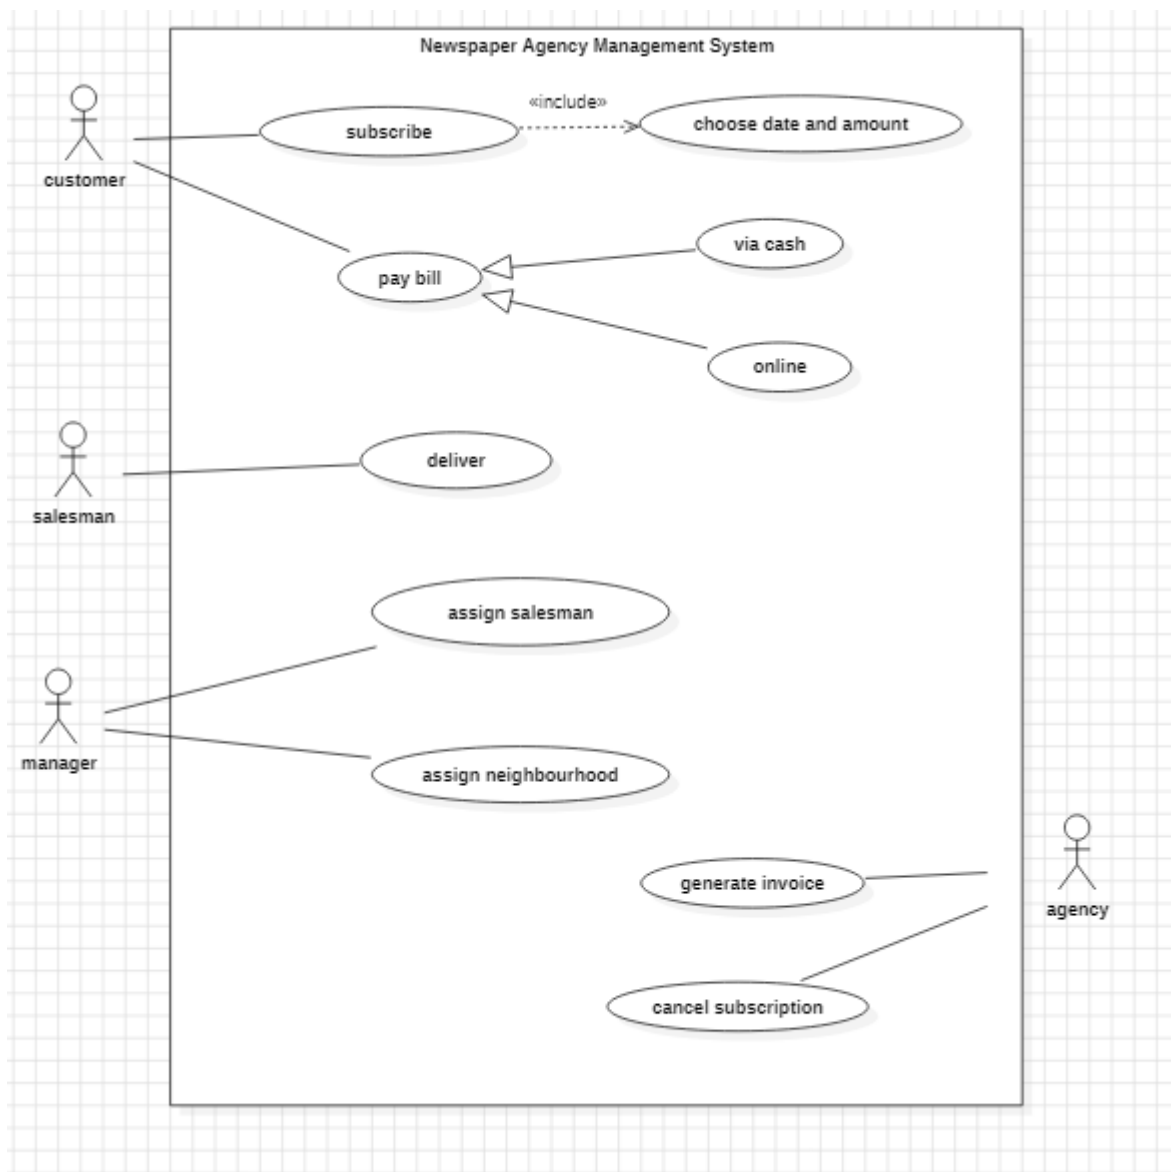 Newspaper Agency Management System
«include»
subscribe
choose date and amount
customer
via cash
pay bill
online
deliver
salesman
assign salesman
manager
assign neighbourhood
generate invoice
agency
cancel subscription